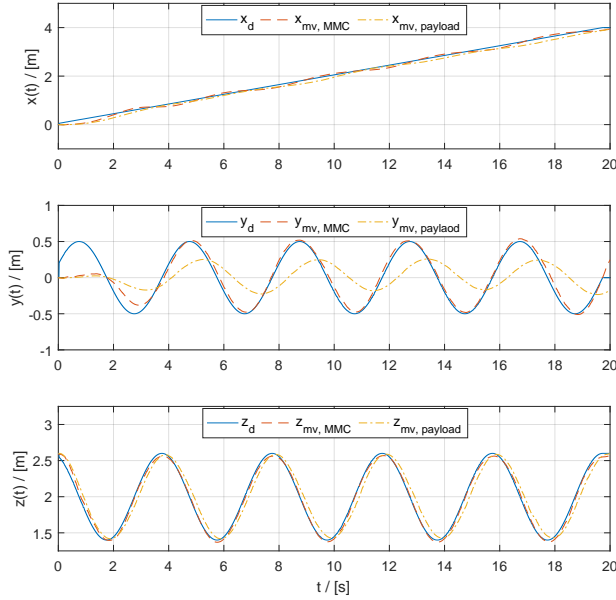 x_d x_mv, MMC x_mv, payload
4
2
0
x(t) / [m]
0 2 4 6 8 10 12 14 16 18 20
y_d y_mv, MMC y_mv, paylaod
1
0.5
0
-0.5
-1
y(t) / [m]
0 2 4 6 8 10 12 14 16 18 20
z_d z_mv, MMC z_mv, payload
3
2.5
2
1.5
z(t) / [m]
0 2 4 6 8 10 12 14 16 18 20
t / [s]